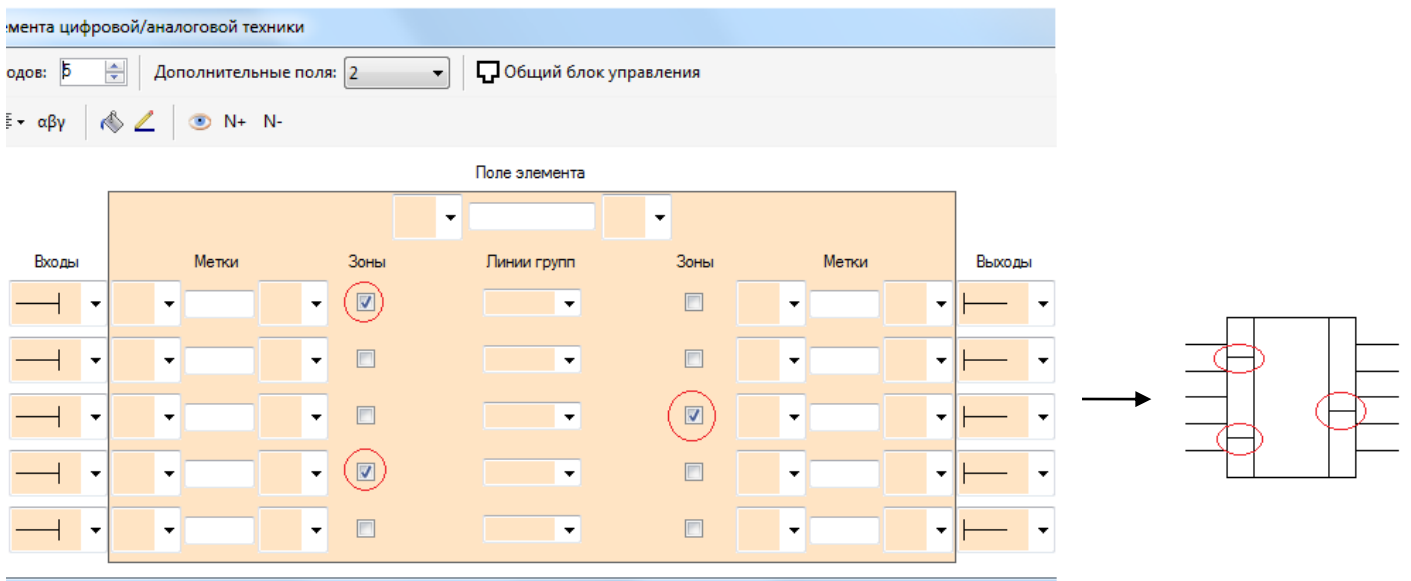 емента цифровой/аналоговой техники
одов: 5 Дополнительные поля: 2 Общий блок управления
αβγ N+ N-
Поле элемента
Входы Метки Зоны Линии групп Зоны Метки Выходы